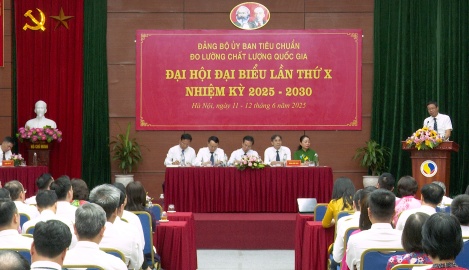 ĐẢNG BỘ ỦY BAN TIÊU CHUẨN
ĐO LƯỜNG CHẤT LƯỢNG QUỐC GIA
ĐẠI HỘI ĐẠI BIỂU LẦN THỨ X
NHIỆM KỲ 2025 - 2030
Hà Nội, ngày 11 - 12 tháng 6 năm 2025